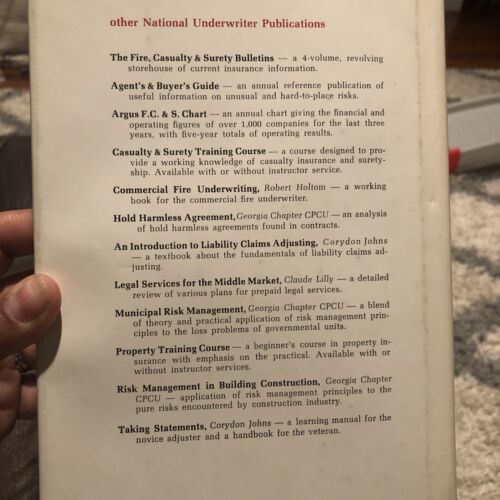 other National Underwriter Publications
The Fire, Casualty & Surety Bulletins — a 4-volume, revolving
storehouse of current insurance information.
Agent's & Buyer's Guide — an annual reference publication of
useful information on unusual and hard-to-place risks.
Argus F.C. & S. Chart — an annual chart giving the financial and
operating figures of over 1,000 companies for the last three
years, with five-year totals of operating results.
Casualty & Surety Training Course — a course designed to pro-
vide a working knowledge of casualty insurance and surety-
ship. Available with or without instructor service.
Commercial Fire Underwriting, Robert Holtom — a working
book for the commercial fire underwriter.
Hold Harmless Agreement, Georgia Chapter CPCU — an analysis
of hold harmless agreements found in contracts.
An Introduction to Liability Claims Adjusting, Corydon Johns
— a textbook about the fundamentals of liability claims ad-
justing.
Legal Services for the Middle Market, Claude Lilly — a detailed
review of various plans for prepaid legal services.
Municipal Risk Management, Georgia Chapter CPCU — a blend
of theory and practical application of risk management prin-
ciples to the loss problems of governmental units.
Property Training Course — a beginner's course in property in-
surance with emphasis on the practical. Available with or
without instructor services.
Risk Management in Building Construction, Georgia Chapter
CPCU — application of risk management principles to the
pure risks encountered by construction industry.
Taking Statements, Corydon Johns — a learning manual for the
novice adjuster and a handbook for the veteran.